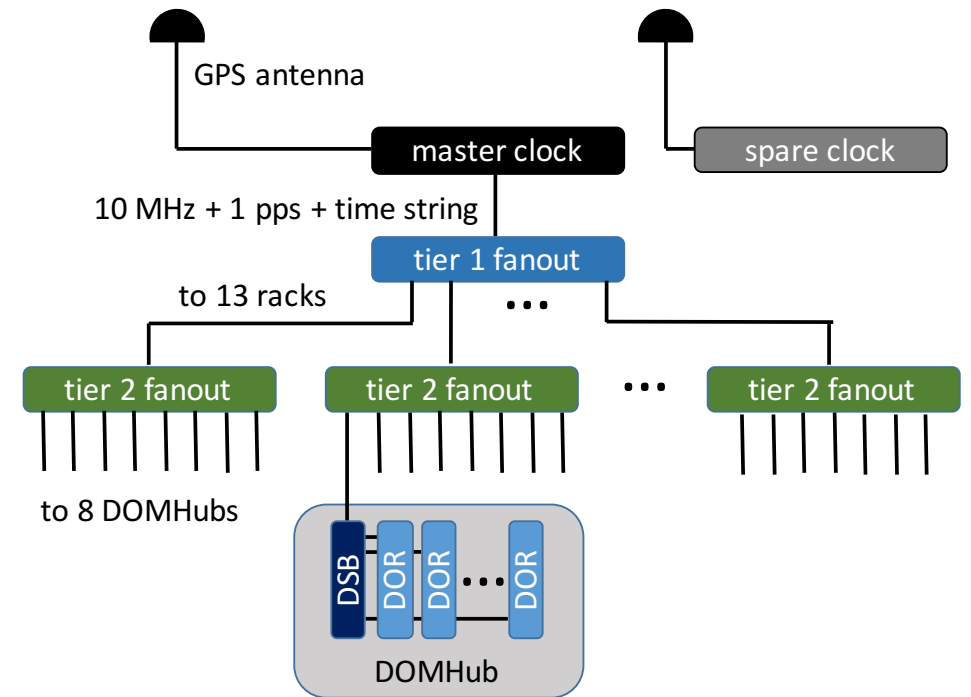 GPS antenna
master clock
spare clock
10 MHz + 1 pps + time string
tier 1 fanout
to 13 racks
...
tier 2 fanout
tier 2 fanout
...
tier 2 fanout
to 8 DOMHubs
DSB
DOR
DOR
...
DOR
DOMHub